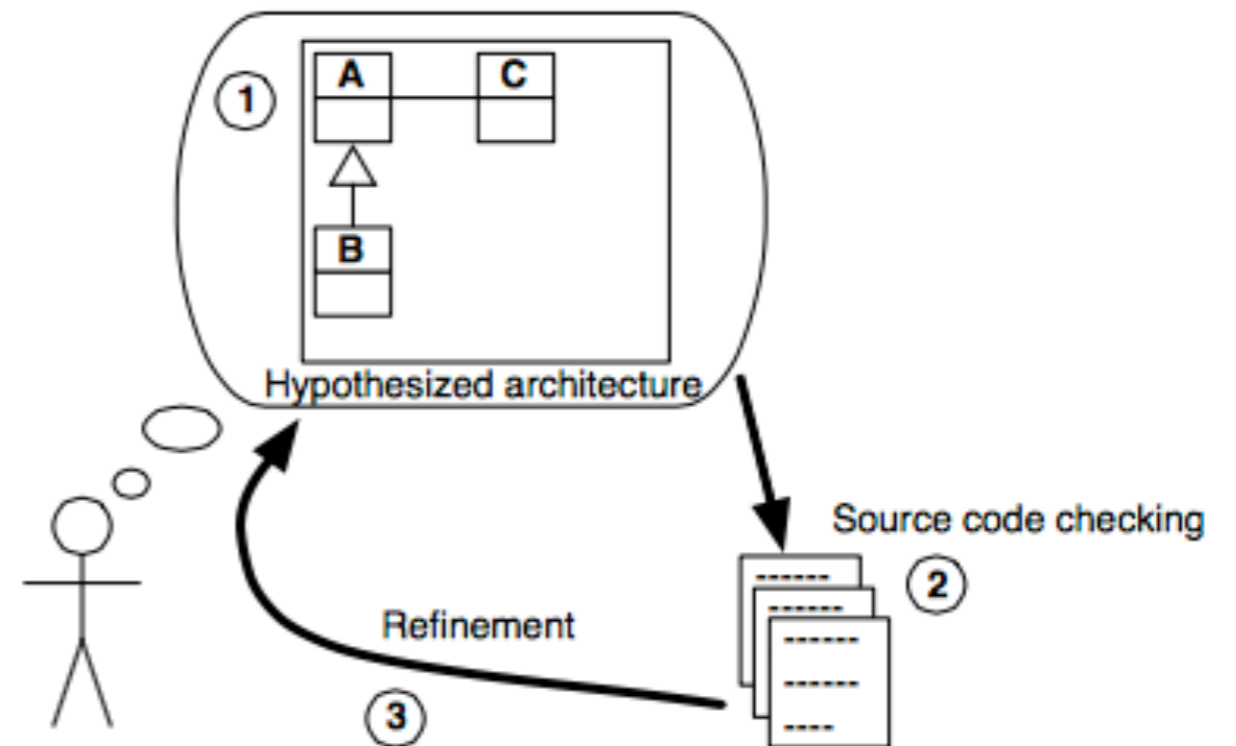 A
C
1
B
Hypothesized architecture
Source code checking
------
2
------
------
Refinement
------
3
----